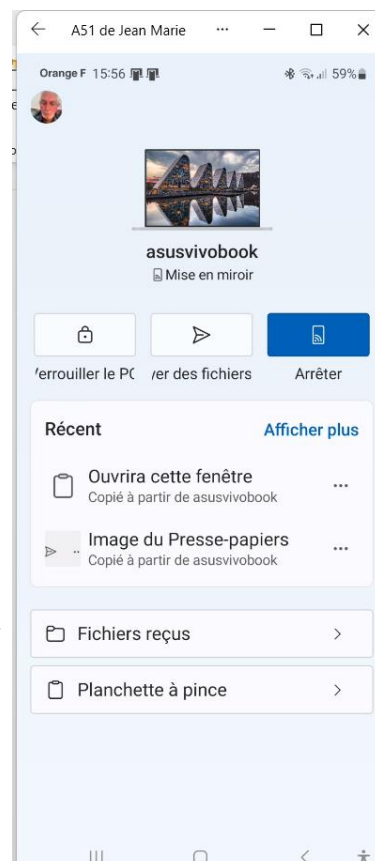 A51 de Jean Marie ...
Orange F 15:56 59%
asusvivobook
Mise en miroir
errouiller le P
er des fichiers
Arrêter
Récent Afficher plus
Ouvrira cette fenêtre
Copié à partir de asusvivobook
Image du Presse-papiers
Copié à partir de asusvivobook
Fichiers reçus
Planchette à pince